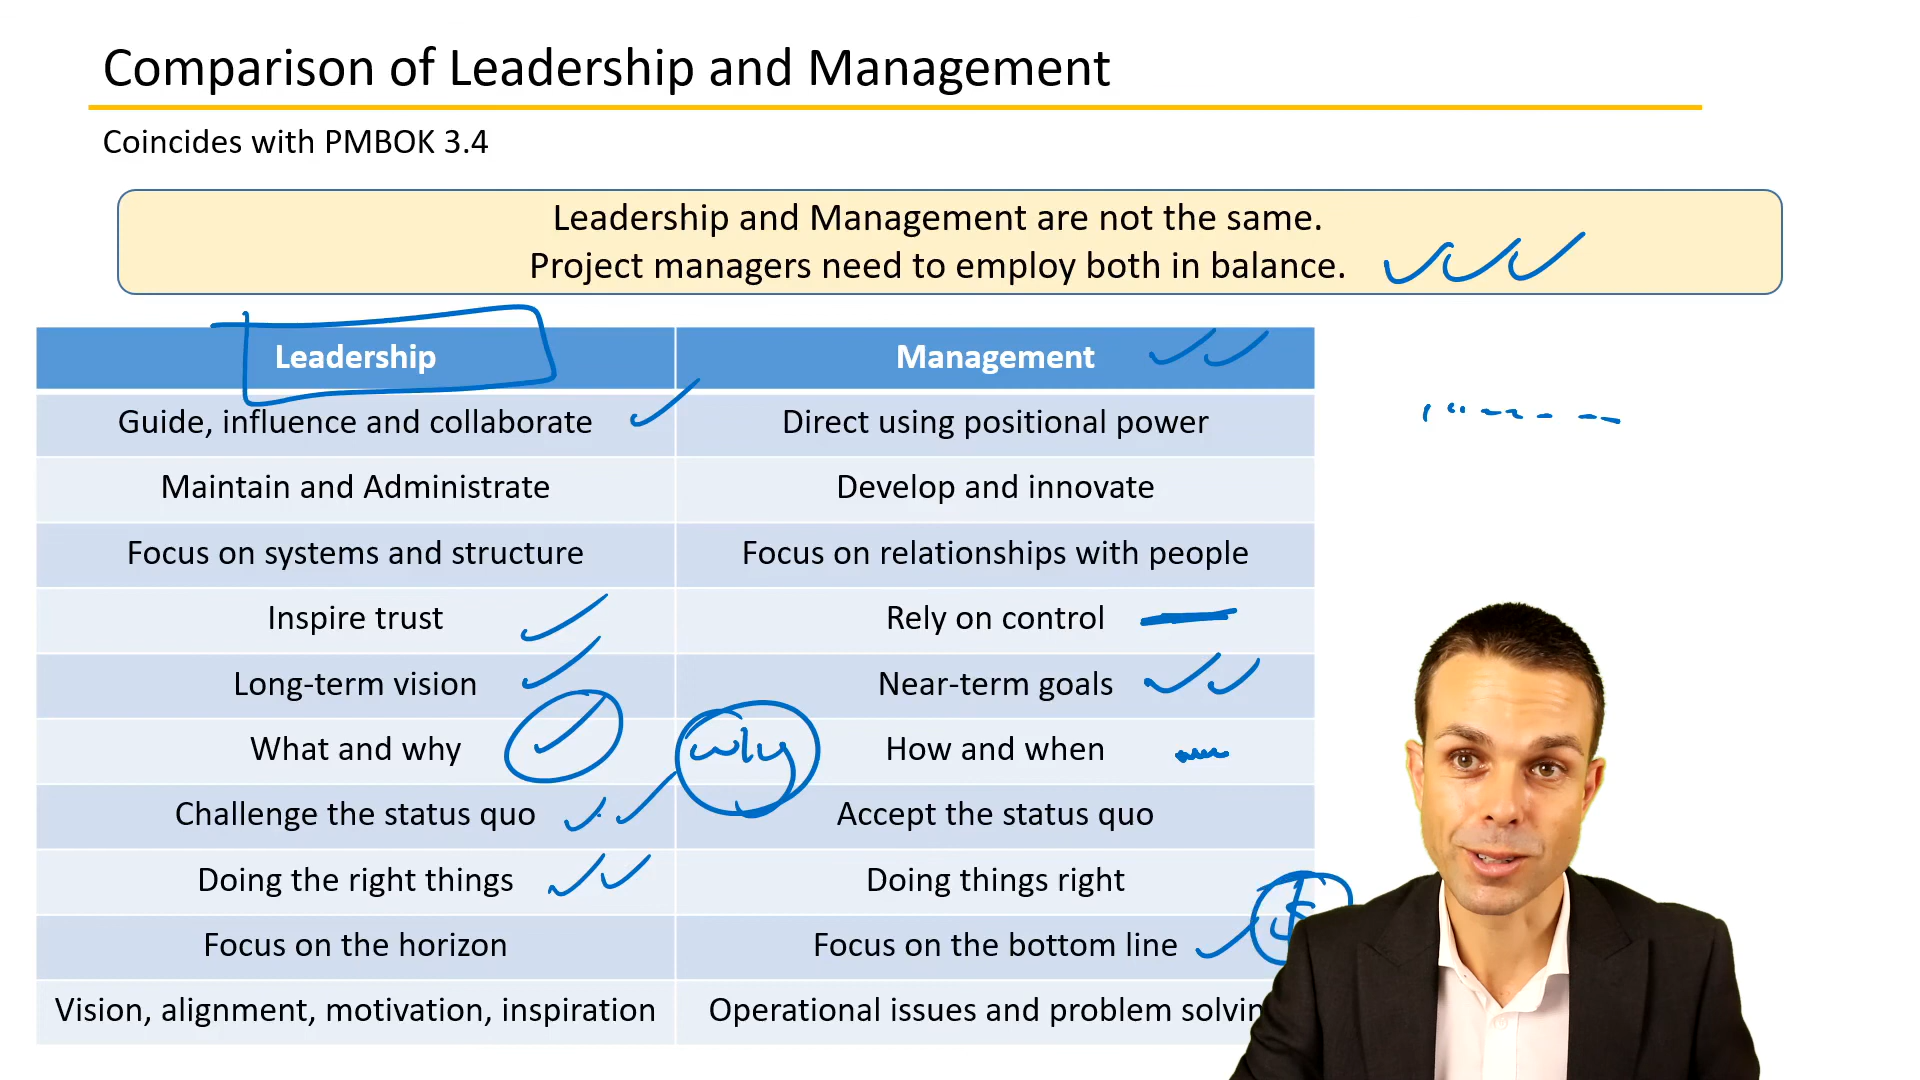 Comparison of Leadership and Management
Coincides with PMBOK 3.4
Leadership and Management are not the same.
Project managers need to employ both in balance.
Leadership Management
Guide, influence and collaborate Direct using positional power
Maintain and Administrate Develop and innovate
Focus on systems and structure Focus on relationships with people
Inspire trust Rely on control
Long-term vision Near-term goals
What and why why How and when
Challenge the status quo Accept the status quo
Doing the right things Doing things right
$
Focus on the horizon Focus on the bottom line
Vision, alignment, motivation, inspiration Operational issues and problem solvin